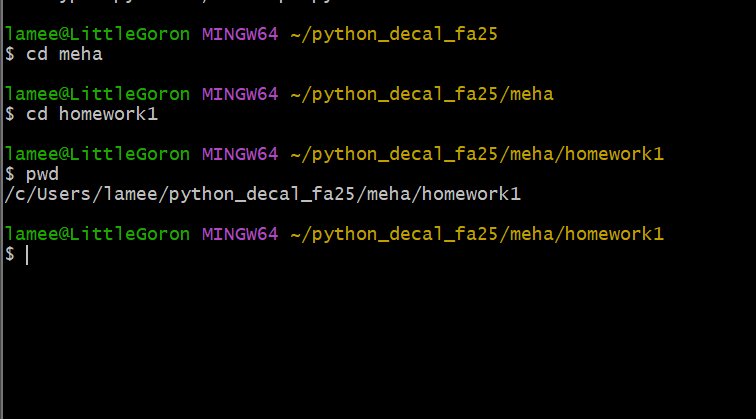 lamee@LittleGoron MINGW64 ~/python_decal_fa25
$ cd meha
lamee@LittleGoron MINGW64 ~/python_decal_fa25/meha
$ cd homework1
lamee@LittleGoron MINGW64 ~/python_decal_fa25/meha/homework1
$ pwd
/c/Users/lamee/python_decal_fa25/meha/homework1
lamee@LittleGoron MINGW64 ~/python_decal_fa25/meha/homework1
$